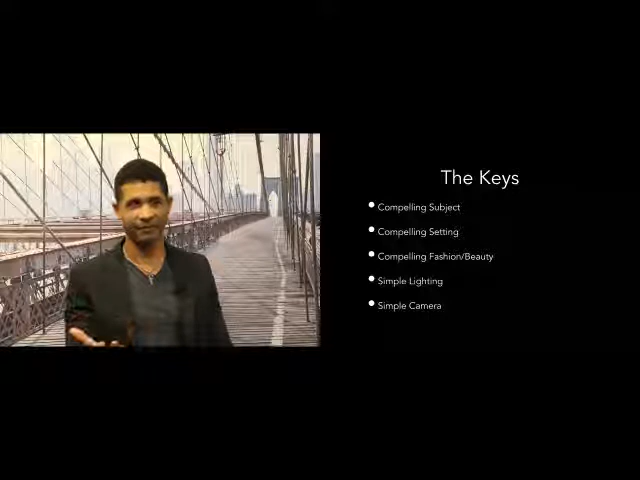 The Keys
Compelling Subject
Compelling Setting
Compelling Fashion/Beauty
Simple Lighting
Simple Camera